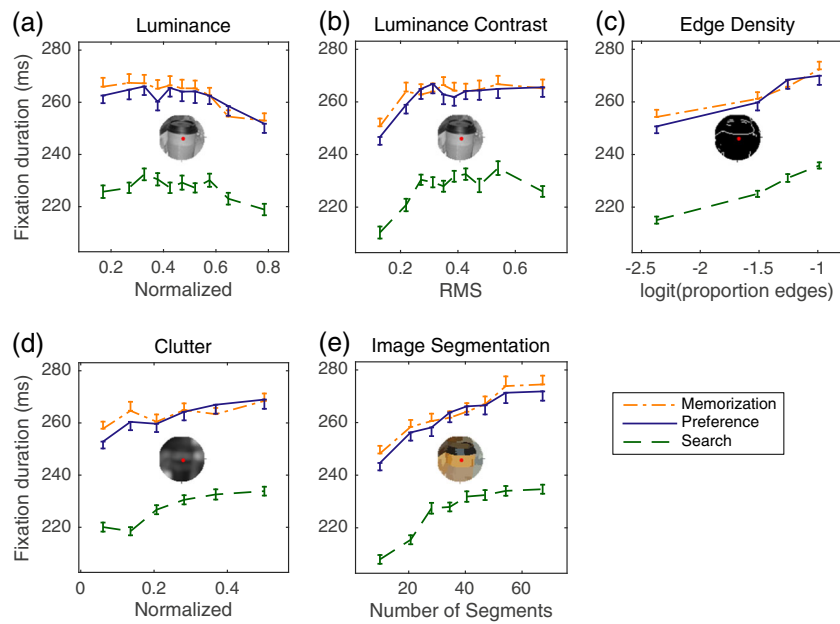 (a)
Luminance
280
260
240
220
Fixation duration (ms)
0.2 0.4 0.6 0.8
Normalized
(b)
Luminance Contrast
280
260
240
220
0.2 0.4 0.6
RMS
(c)
Edge Density
280
260
240
220
-2.5 -2 -1.5 -1
logit(proportion edges)
(d)
Clutter
280
260
240
220
Fixation duration (ms)
0 0.2 0.4
Normalized
(e)
Image Segmentation
280
260
240
220
20 40 60
Number of Segments
Memorization
Preference
Search